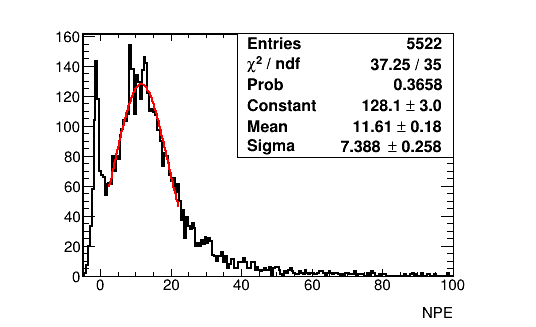 160
140
120
100
80
60
40
20
0
Entries 5522
χ² / ndf 37.25 / 35
Prob 0.3658
Constant 128.1 ± 3.0
Mean 11.61 ± 0.18
Sigma 7.388 ± 0.258
0 20 40 60 80 100
NPE